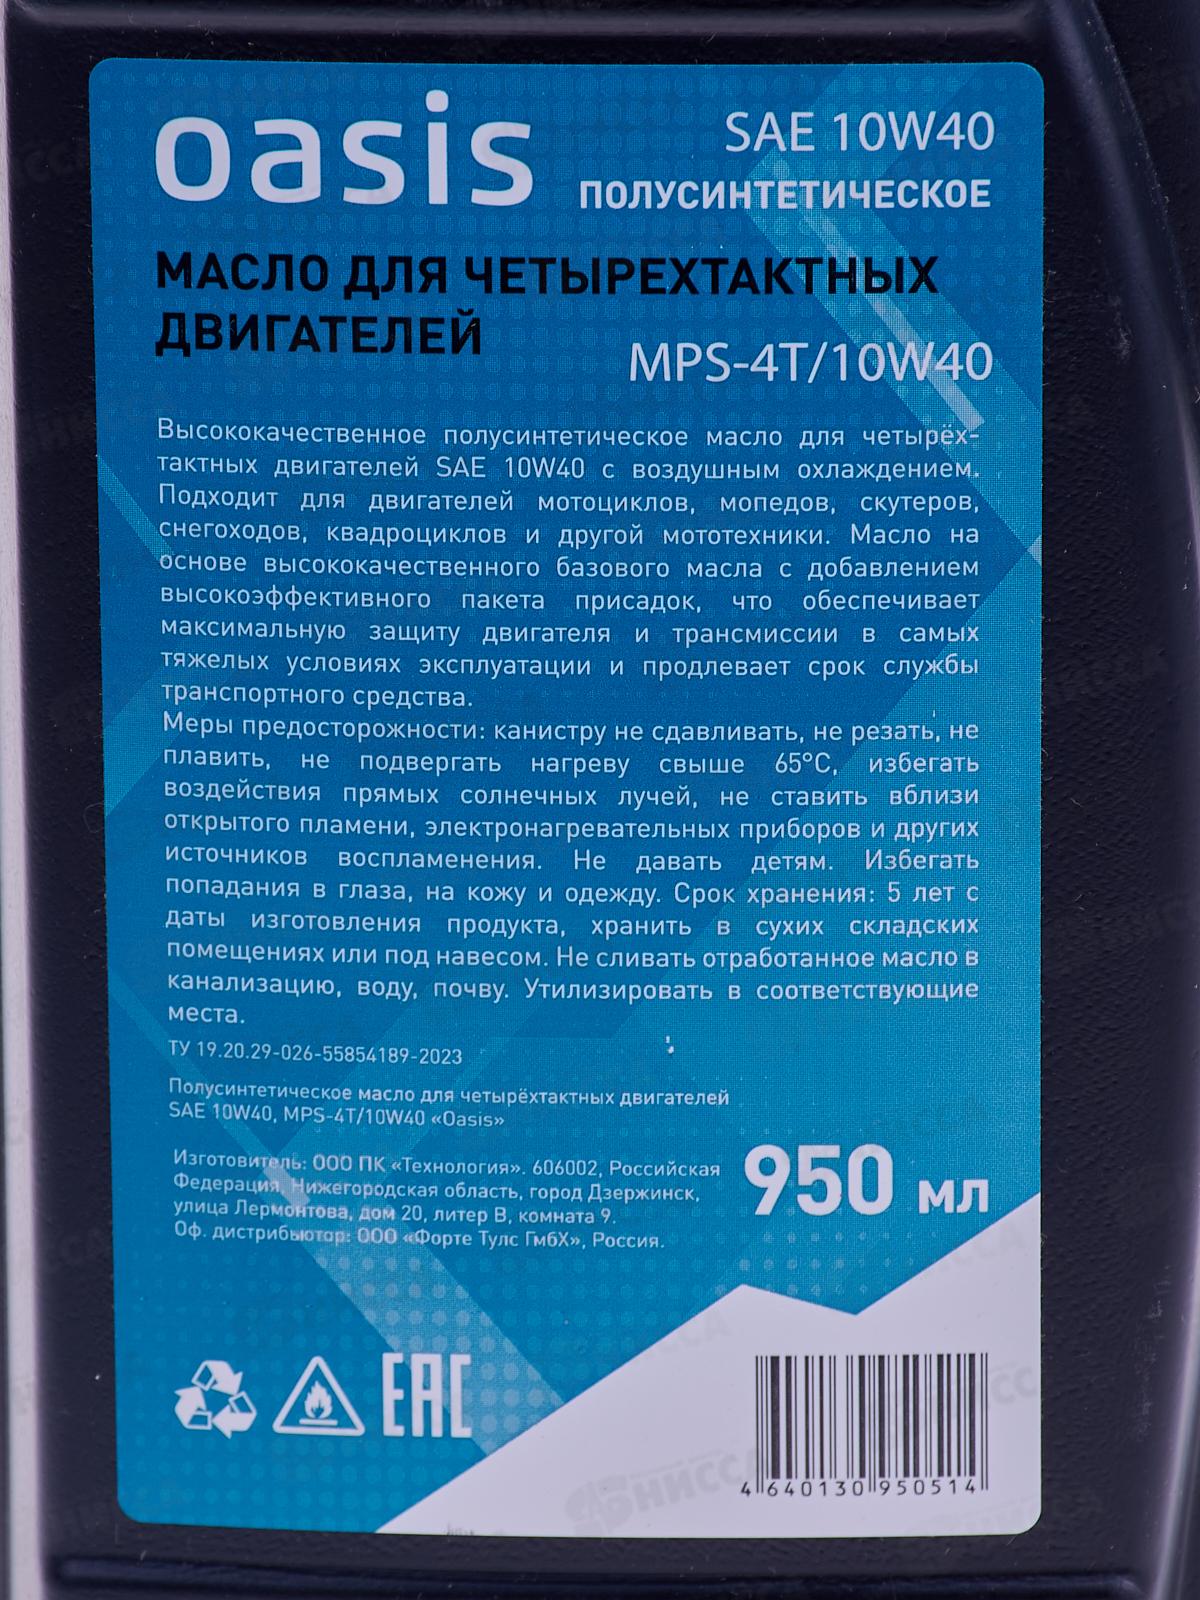 oasis
SAE 10W40
ПОЛУСИНТЕТИЧЕСКОЕ
МАСЛО ДЛЯ ЧЕТЫРЕХТАКТНЫХ
ДВИГАТЕЛЕЙ
MPS-4T/10W40
Высококачественное полусинтетическое масло для четырёх-
тактных двигателей SAE 10W40 с воздушным охлаждением.
Подходит для двигателей мотоциклов, мопедов, скутеров,
снегоходов, квадроциклов и другой мототехники. Масло на
основе высококачественного базового масла с добавлением
высокоэффективного пакета присадок, что обеспечивает
максимальную защиту двигателя и трансмиссии в самых
тяжелых условиях эксплуатации и продлевает срок службы
транспортного средства.
Меры предосторожности: канистру не сдавливать, не резать, не
плавить, не подвергать нагреву свыше 65°С, избегать
воздействия прямых солнечных лучей, не ставить вблизи
открытого пламени, электронагревательных приборов и других
источников воспламенения. Не давать детям. Избегать
попадания в глаза, на кожу и одежду. Срок хранения: 5 лет с
даты изготовления продукта, хранить в сухих складских
помещениях или под навесом. Не сливать отработанное масло в
канализацию, воду, почву. Утилизировать в соответствующие
места.
ТУ 19.20.29-026-55854189-2023
Полусинтетическое масло для четырёхтактных двигателей
SAE 10W40, MPS-4T/10W40 «Oasis»
Изготовитель: ООО ПК «Технология». 606002, Российская
Федерация, Нижегородская область, город Дзержинск,
улица Лермонтова, дом 20, литер В, комната 9.
Оф. дистрибьютор: ООО «Форте Тулс ГмбХ», Россия.
950 мл
ЕАС
4 640130 950514
БНИССА